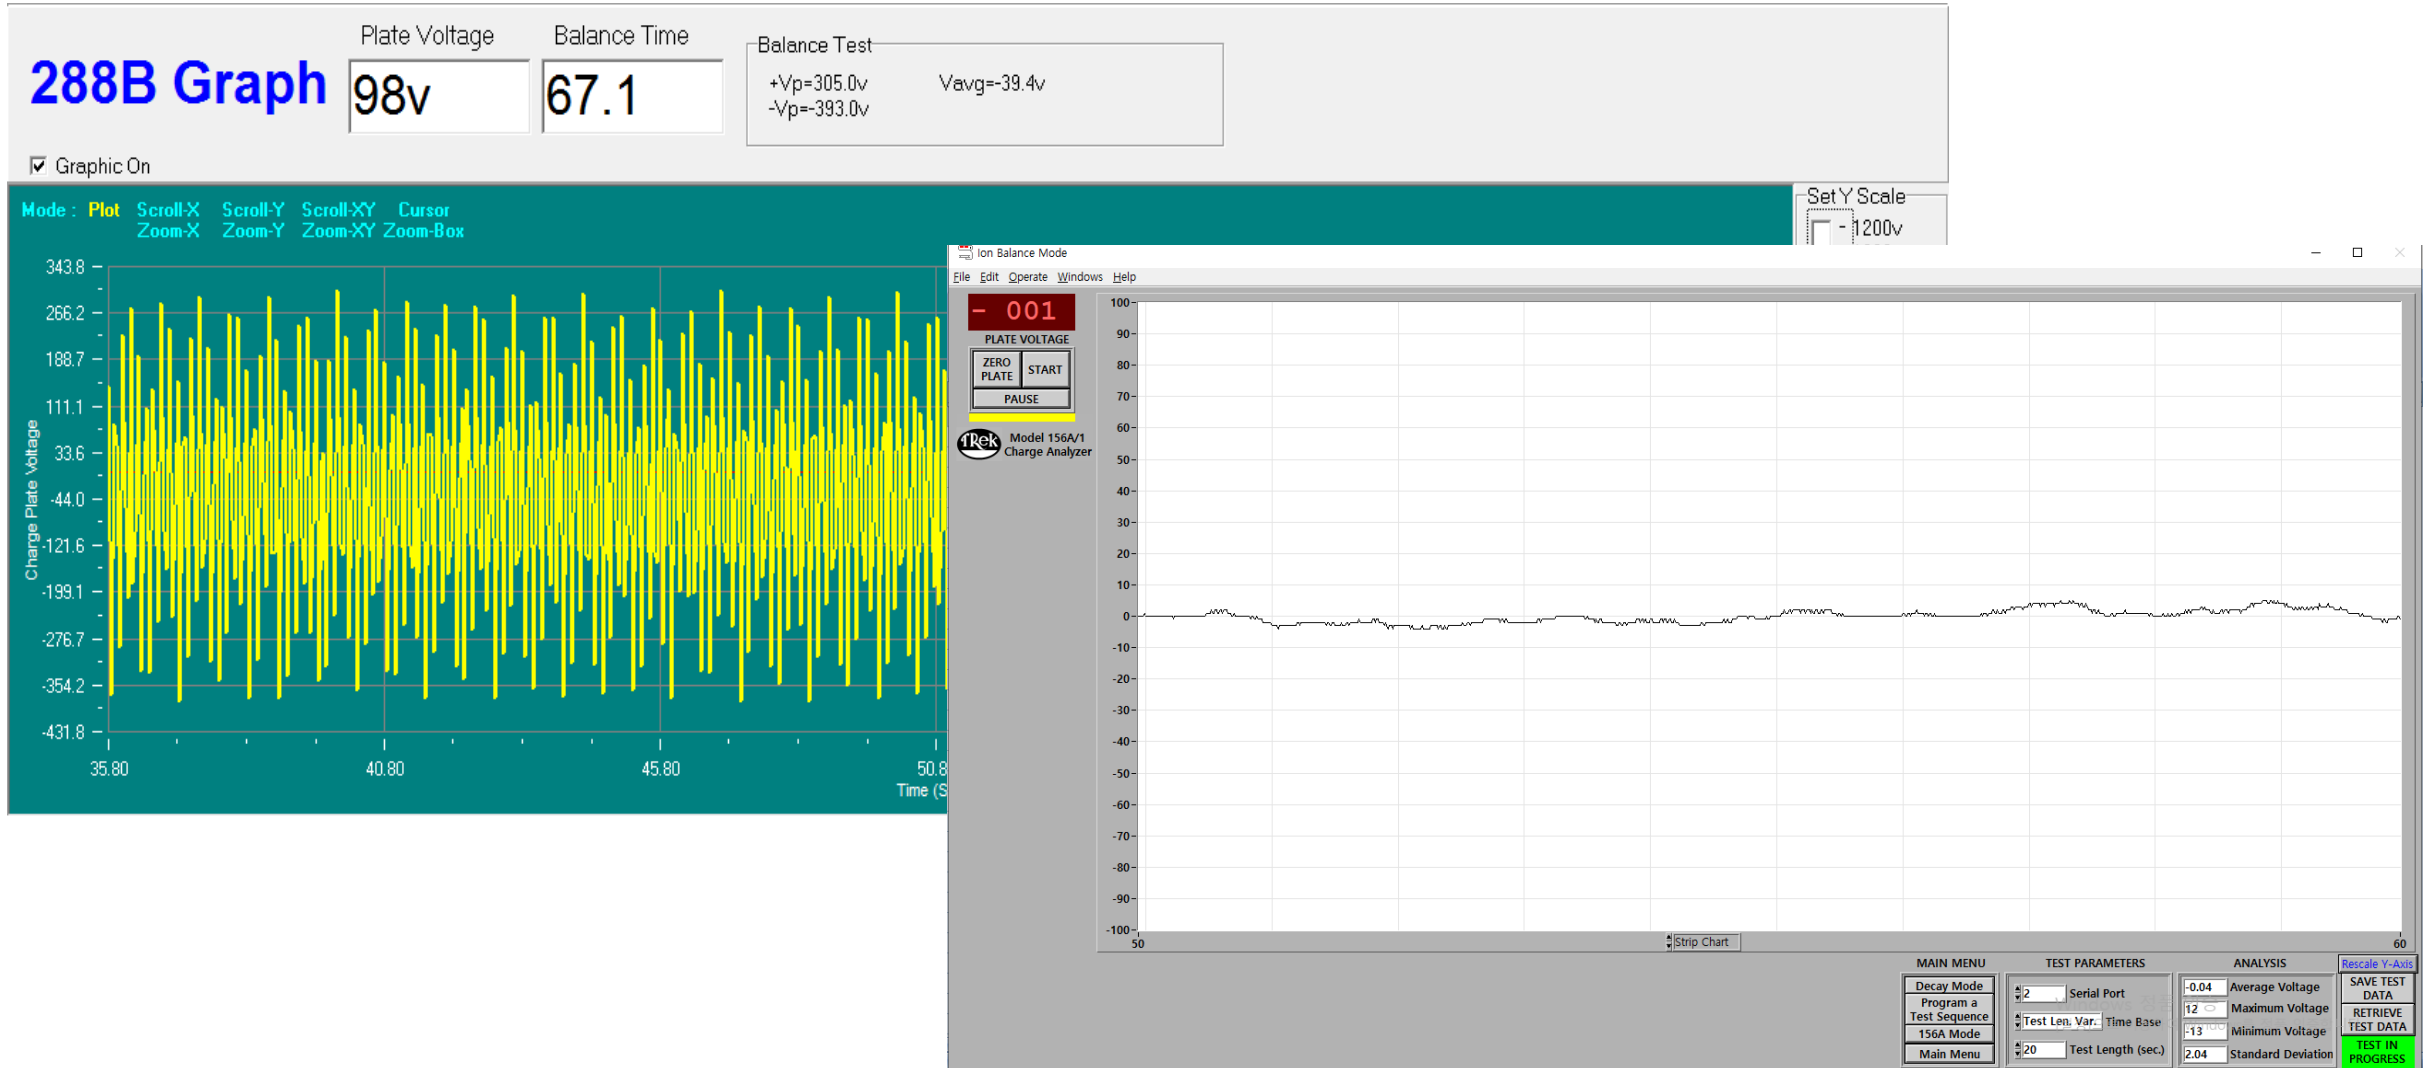 288B Graph
Plate Voltage
98v
Balance Time
67.1
Balance Test
+Vp=305.0v
Vavg=-39.4v
-Vp=-393.0v
Graphic On
Mode : Plot Scroll-X Scroll-Y Scroll-XY Cursor
Zoom-X Zoom-Y Zoom-XY Zoom-Box
Set Y Scale
1200v
343.8
266.2
188.7
111.1
33.6
-44.0
-121.6
-199.1
-276.7
-354.2
-431.8
Charge Plate Voltage
35.80
40.80
45.80
50.8
Time (S
Ion Balance Mode
File Edit Operate Windows Help
- 001
PLATE VOLTAGE
ZERO
PLATE
START
PAUSE
TRek
Model 156A/1
Charge Analyzer
100
90
80
70
60
50
40
30
20
10
0
-10
-20
-30
-40
-50
-60
-70
-80
-90
-100
50
Strip Chart
60
MAIN MENU
Decay Mode
Program a
Test Sequence
156A Mode
Main Menu
TEST PARAMETERS
2 Serial Port
Test Len. Var. Time Base
20 Test Length (sec.)
ANALYSIS
-0.04 Average Voltage
12 Maximum Voltage
-13 Minimum Voltage
2.04 Standard Deviation
Rescale Y-Axis
SAVE TEST
DATA
RETRIEVE
TEST DATA
TEST IN
PROGRESS